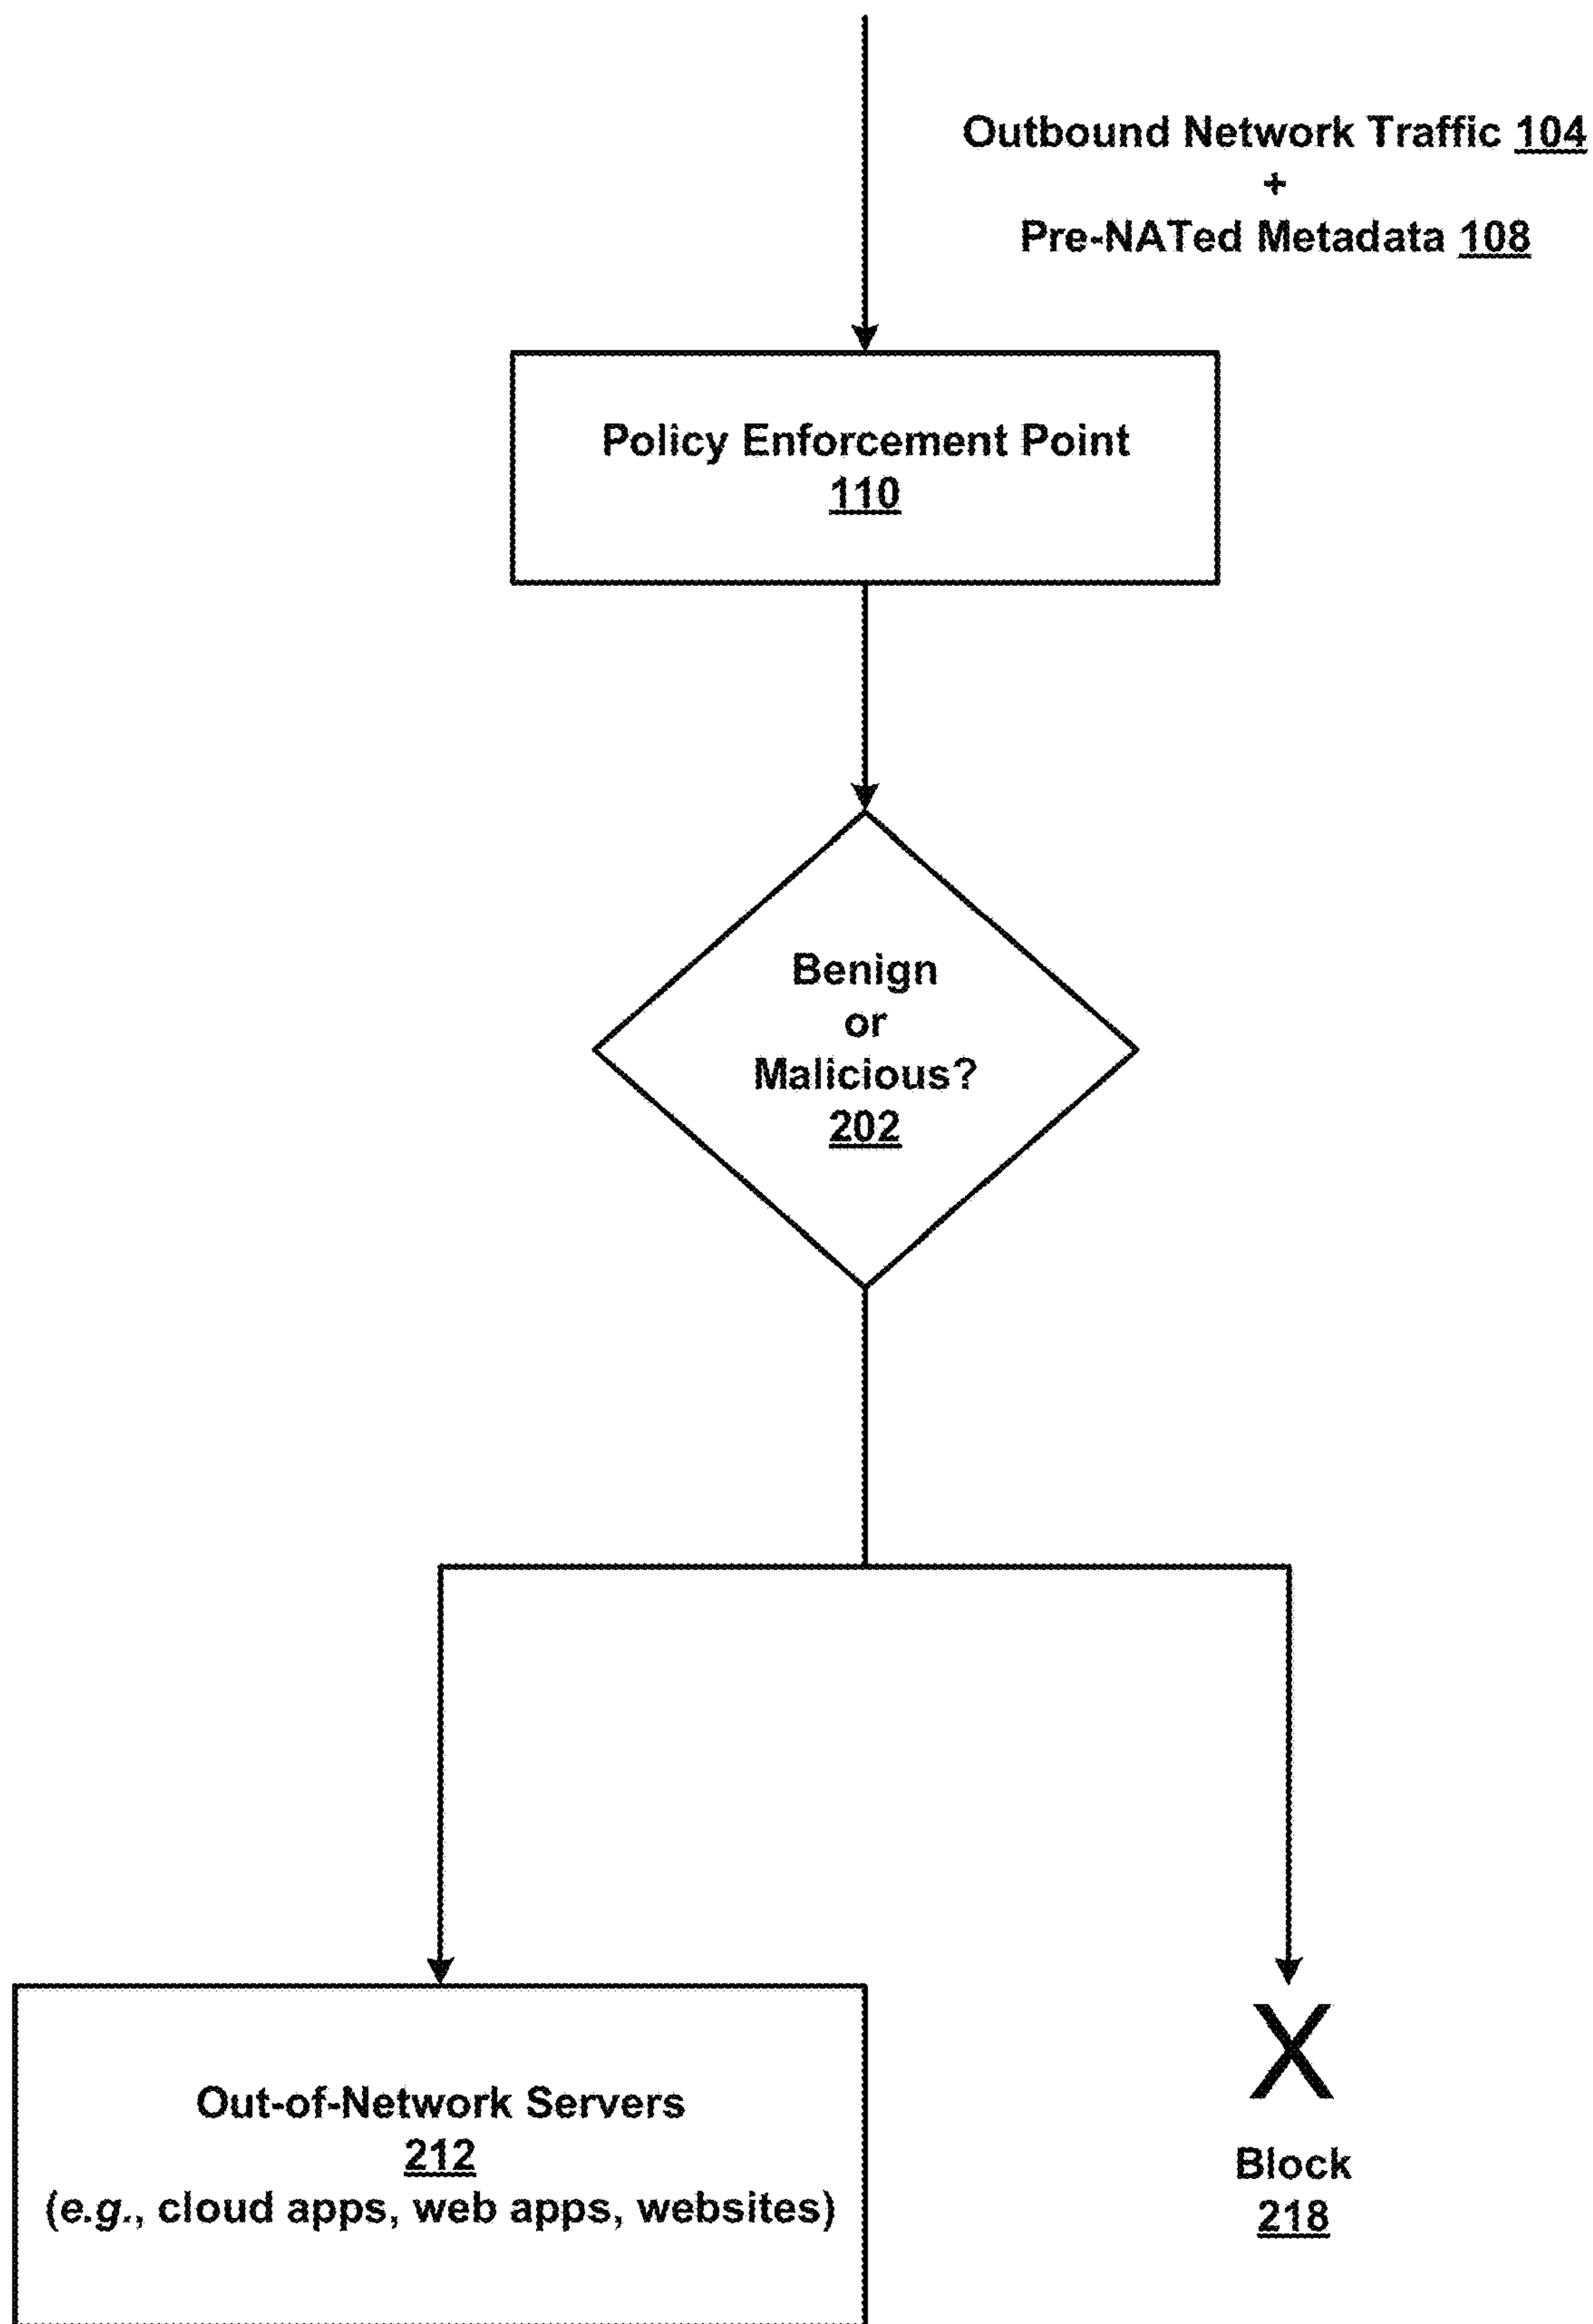 Outbound Network Traffic 104
+
Pre-NATed Metadata 108
Policy Enforcement Point
110
Benign
or
Malicious?
202
Out-of-Network Servers
212
(e.g., cloud apps, web apps, websites)
X
Block
218